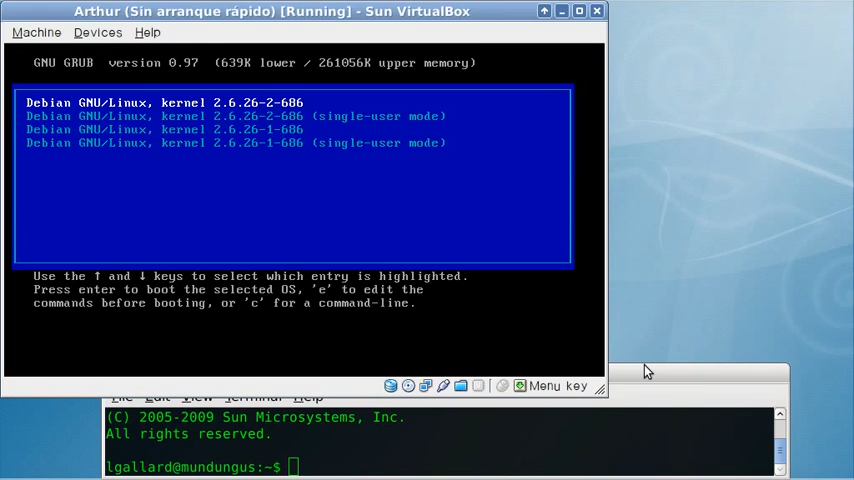 Arthur (Sin arranque rápido) [Running] - Sun VirtualBox
Machine Devices Help
GNU GRUB version 0.97 (639K lower / 261056K upper memory)
Debian GNU/Linux, kernel 2.6.26-2-686
Debian GNU/Linux, kernel 2.6.26-2-686 (single-user mode)
Debian GNU/Linux, kernel 2.6.26-1-686
Debian GNU/Linux, kernel 2.6.26-1-686 (single-user mode)
Use the ↑ and ↓ keys to select which entry is highlighted.
Press enter to boot the selected OS, 'e' to edit the
commands before booting, or 'c' for a command-line.
Menu key
File Edit View Terminal Help
(C) 2005-2009 Sun Microsystems, Inc.
All rights reserved.
lgallard@mundungus:~$